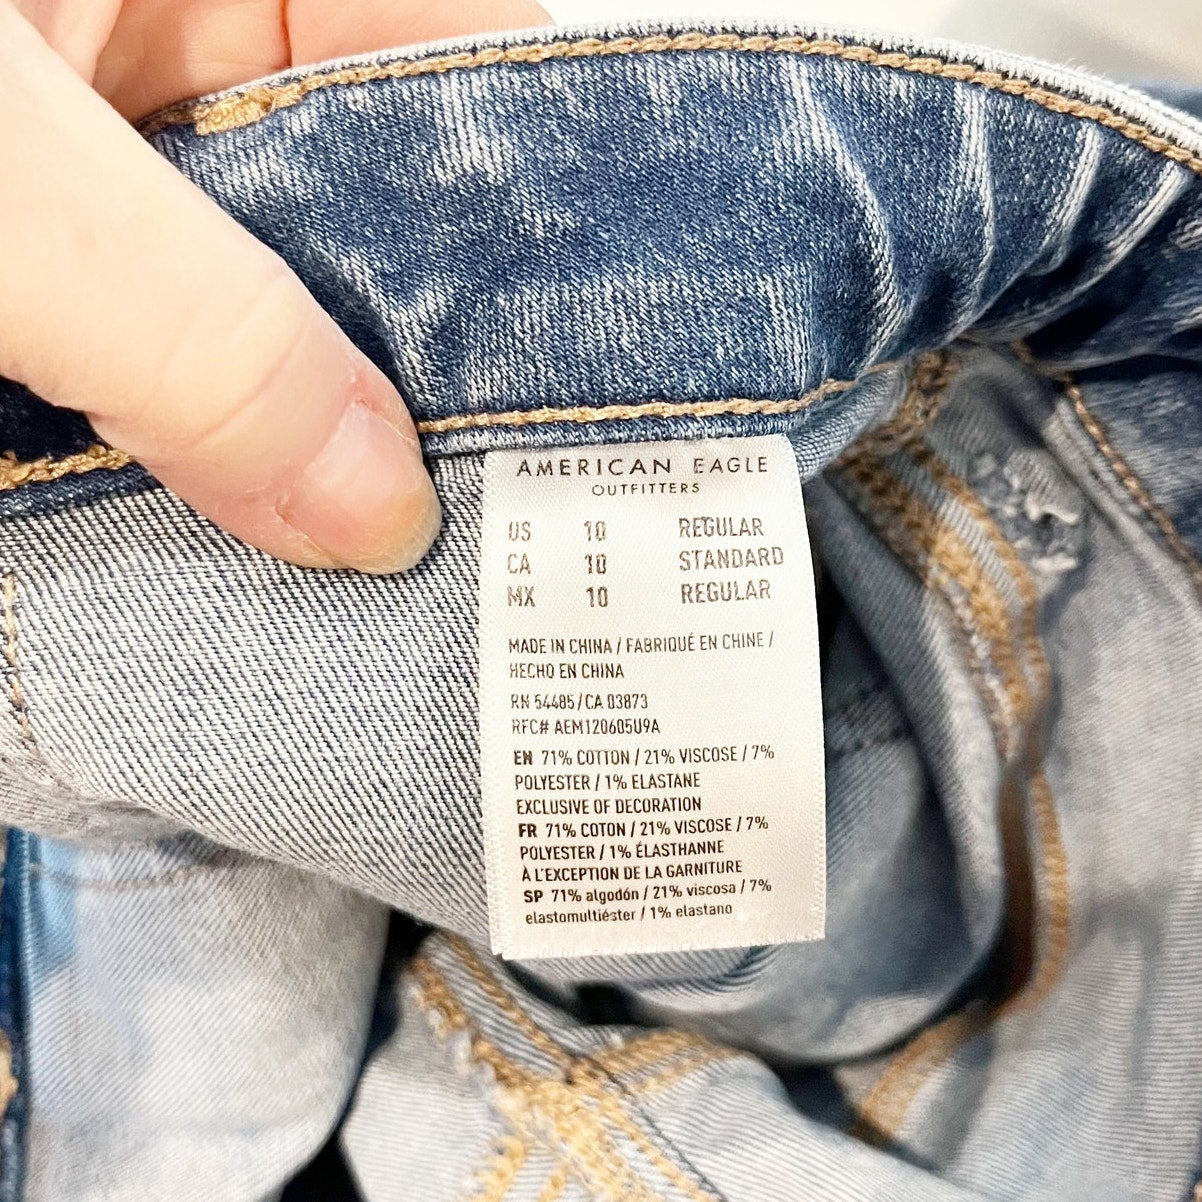 AMERICAN EAGLE
OUTFITTERS
US 10 REGULAR
CA 10 STANDARD
MX 10 REGULAR
MADE IN CHINA / FABRIQUÉ EN CHINE /
HECHO EN CHINA
RN 54485/CA 03873
RFC# AEM120605U9A
EN 71% COTTON / 21% VISCOSE / 7%
POLYESTER / 1% ELASTANE
EXCLUSIVE OF DECORATION
FR 71% COTON / 21% VISCOSE / 7%
POLYESTER / 1% ÉLASTHANNE
À L'EXCEPTION DE LA GARNITURE
SP 71% algodón / 21% viscosa / 7%
elastomultiéster / 1% elastano